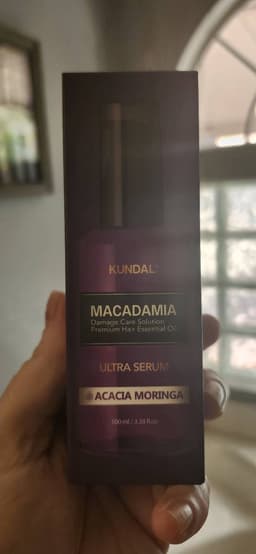 KUNDAL
MACADAMIA
Damage Care Solution
Premium Hair Essential Oil
ULTRA SERUM
ACACIA MORINGA
100 ml / 3.38 fl.oz